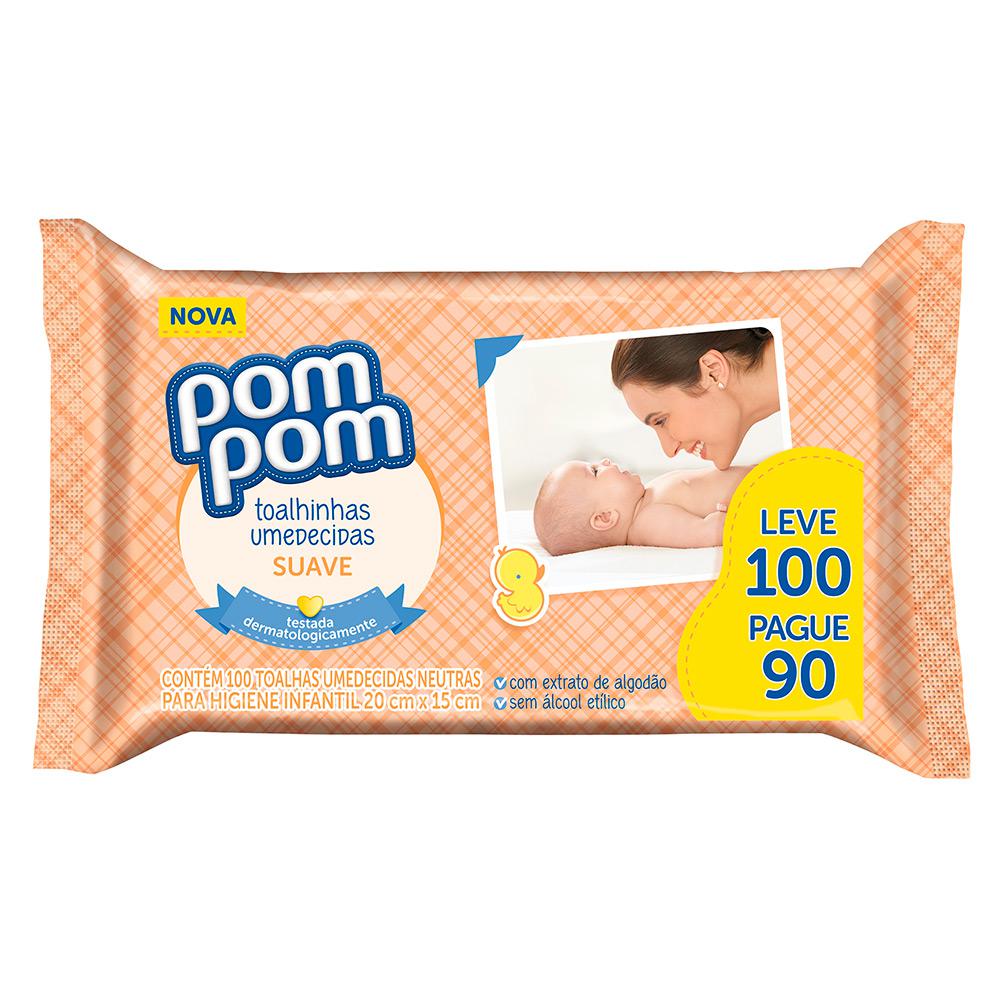 NOVA
pom
pom
toalhinhas
umedecidas
SUAVE
testada
dermatologicamente
CONTÉM 100 TOALHAS UMEDECIDAS NEUTRAS
PARA HIGIENE INFANTIL 20 cm x 15 cm
com extrato de algodão
sem álcool etílico
LEVE
100
PAGUE
90